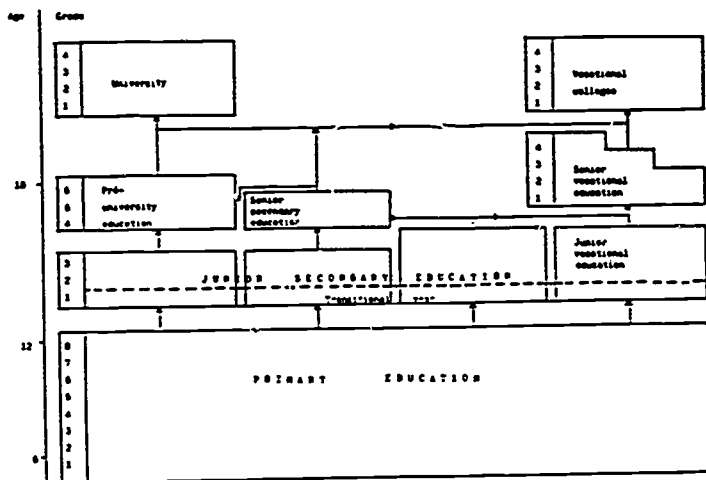 Age Grade
4
3
2
1
University
4
3
2
1
Vocational
colleges
18
6
5
4
Pre-
university
education
Senior
secondary
education
4
3
2
1
Senior
vocational
education
Junior
vocational
education
3
2
1
JUNIOR SECONDARY EDUCATION
Transitional
12
8
7
6
5
4
3
2
1
PRIMARY EDUCATION
6